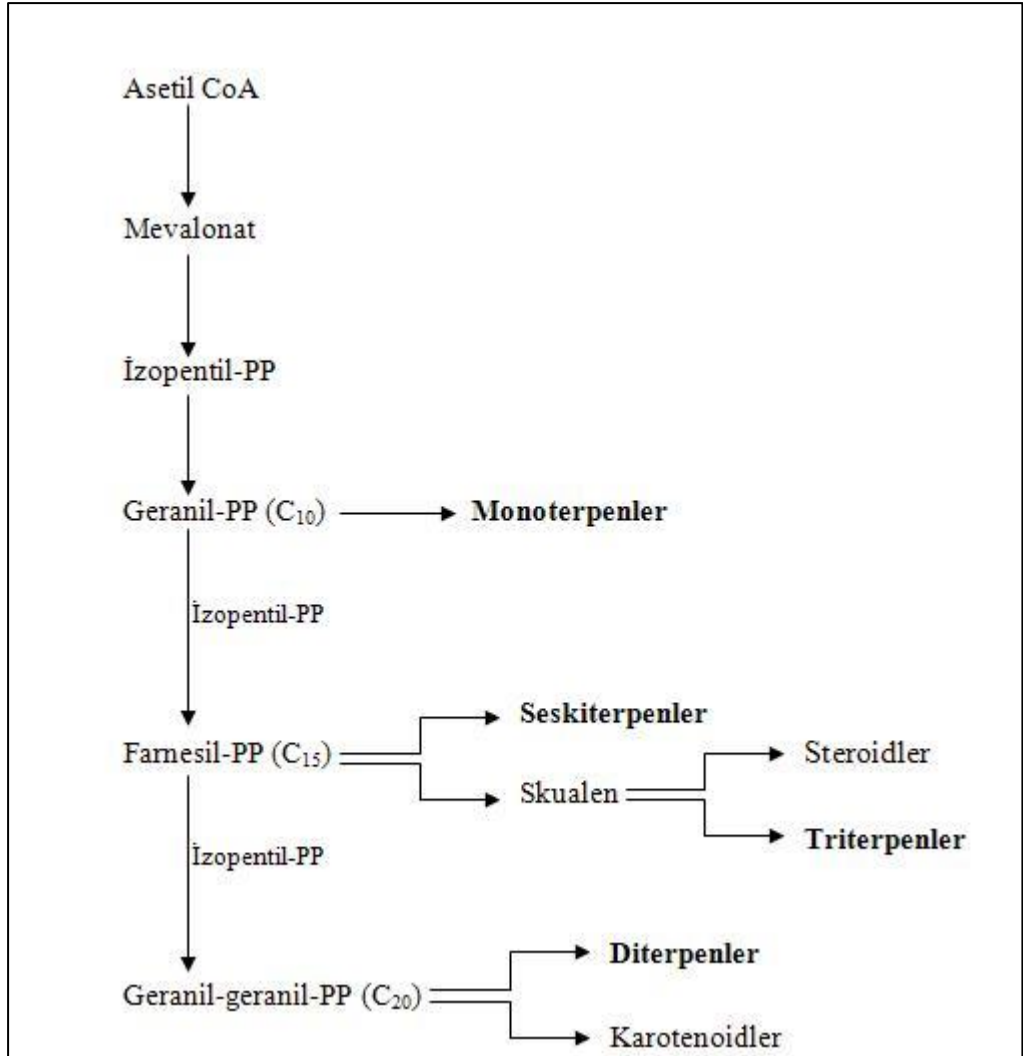 Asetil CoA
Mevalonat
İzopentil-PP
Geranil-PP (C₁₀)
Monoterpenler
İzopentil-PP
Seskiterpenler
Farnesil-PP (C₁₅)
Steroidler
Skualen
Triterpenler
İzopentil-PP
Diterpenler
Geranil-geranil-PP (C₂₀)
Karotenoidler